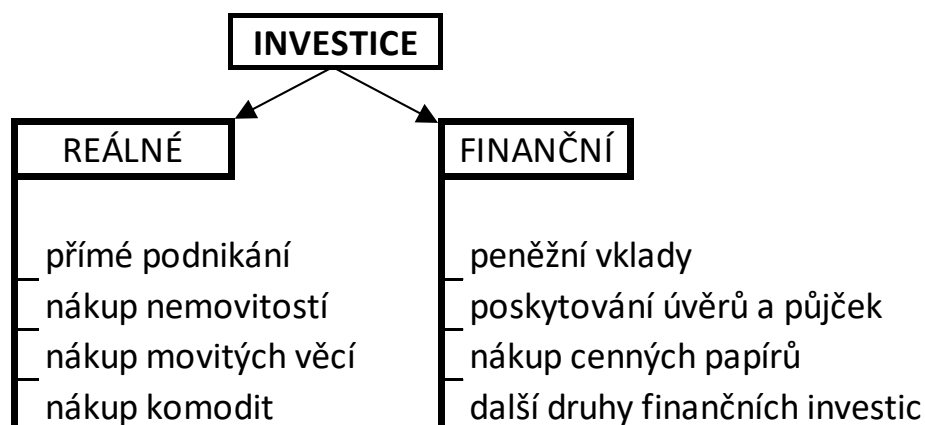 INVESTICE
REÁLNÉ
přímé podnikání
nákup nemovitostí
nákup movitých věcí
nákup komodit
FINANČNÍ
peněžní vklady
poskytování úvěrů a půjček
nákup cenných papírů
další druhy finančních investic